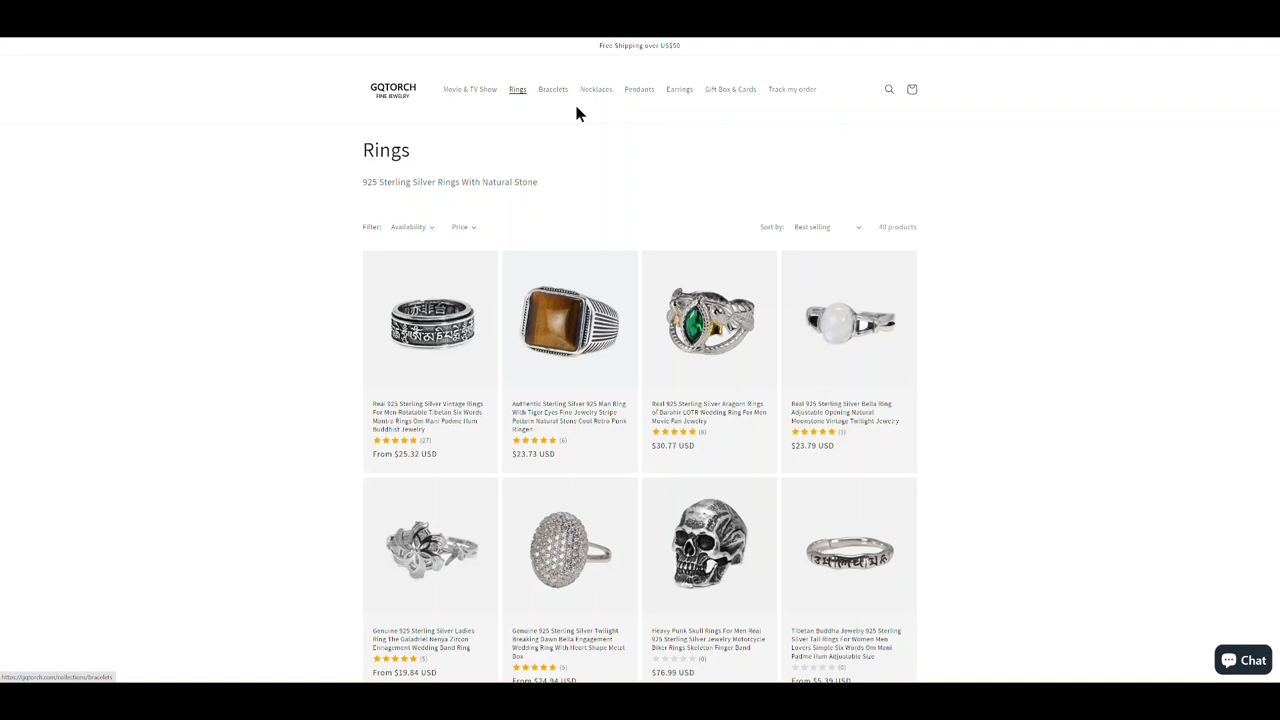 Free Shipping over US$50
GQTORCH
FINE JEWELRY
Movie & TV Show Rings Bracelets Necklaces Pendants Earrings Gift Box & Cards Track my order
Rings
925 Sterling Silver Rings With Natural Stone
Filter: Availability Price Sort by: Best selling 40 products
Real 925 Sterling Silver Vintage Rings
For Men Rotatable Tibetan Six Words
Mantra Rings Om Mani Padme Hum
Buddhist Jewelry
(27)
From $25.32 USD
Authentic Sterling Silver 925 Man Ring
With Tiger Eyes Fine Jewelry Stripe
Pattern Natural Stone Cool Retro Punk
Ringen
(6)
$23.73 USD
Real 925 Sterling Silver Aragorn Rings
of Barahir LOTR Wedding Ring For Men
Movie Fan Jewelry
(6)
$30.77 USD
Real 925 Sterling Silver Bella Ring
Adjustable Opening Natural
Moonstone Vintage Twilight Jewelry
(1)
$23.79 USD
Genuine 925 Sterling Silver Ladies
Ring The Galadriel Nenya Zircon
Ennagement Wedding Band Ring
(5)
From $19.84 USD
Genuine 925 Sterling Silver Twilight
Breaking Dawn Bella Engagement
Wedding Ring With Heart Shape Metal
Box
(5)
From $24.94 USD
Heavy Punk Skull Rings For Men Real
925 Sterling Silver Jewelry Motorcycle
Biker Rings Skeleton Finger Band
(0)
$76.99 USD
Tibetan Buddha Jewelry 925 Sterling
Silver Tail Rings For Women Men
Lovers Simple Six Words Om Mani
Padme Hum Adjustable Size
(0)
From $5.39 USD
Chat
https://gqtorch.com/collections/bracelets